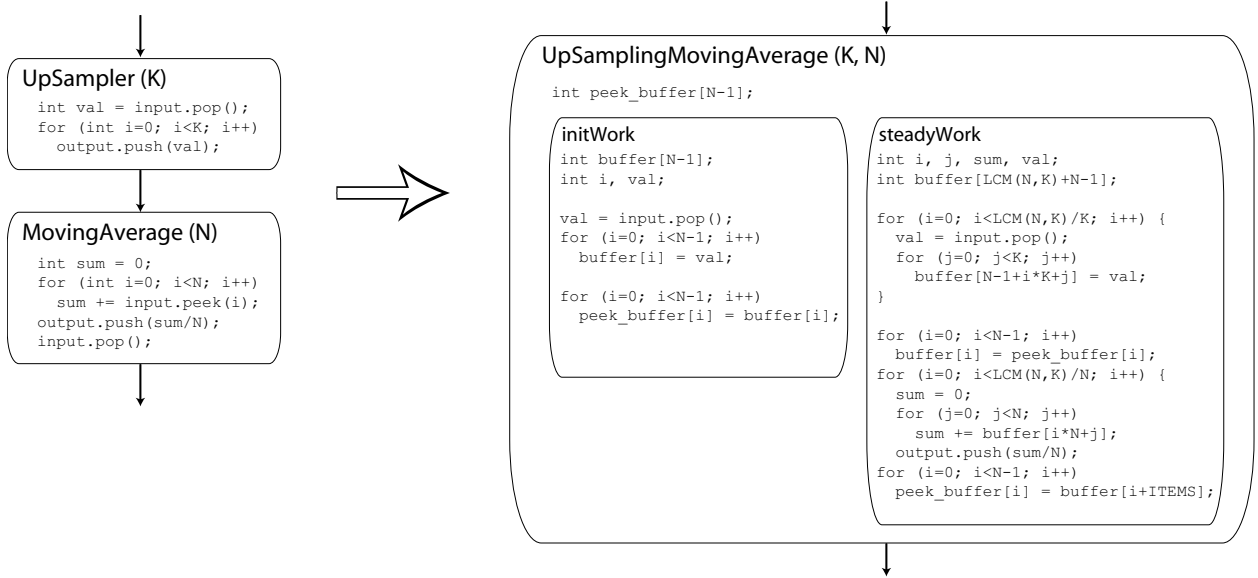 UpSampler (K)
int val = input.pop();
for (int i=0; i<K; i++)
output.push(val);
MovingAverage (N)
int sum = 0;
for (int i=0; i<N; i++)
sum += input.peek(i);
output.push(sum/N);
input.pop();
UpSamplingMovingAverage (K, N)
int peek_buffer[N-1];
initWork
int buffer[N-1];
int i, val;
val = input.pop();
for (i=0; i<N-1; i++)
buffer[i] = val;
for (i=0; i<N-1; i++)
peek_buffer[i] = buffer[i];
steadyWork
int i, j, sum, val;
int buffer[LCM(N,K)+N-1];
for (i=0; i<LCM(N,K)/K; i++) {
val = input.pop();
for (j=0; j<K; j++)
buffer[N-1+i*K+j] = val;
}
for (i=0; i<N-1; i++)
buffer[i] = peek_buffer[i];
for (i=0; i<LCM(N,K)/N; i++) {
sum = 0;
for (j=0; j<N; j++)
sum += buffer[i*N+j];
output.push(sum/N);
for (i=0; i<N-1; i++)
peek_buffer[i] = buffer[i+ITEMS];